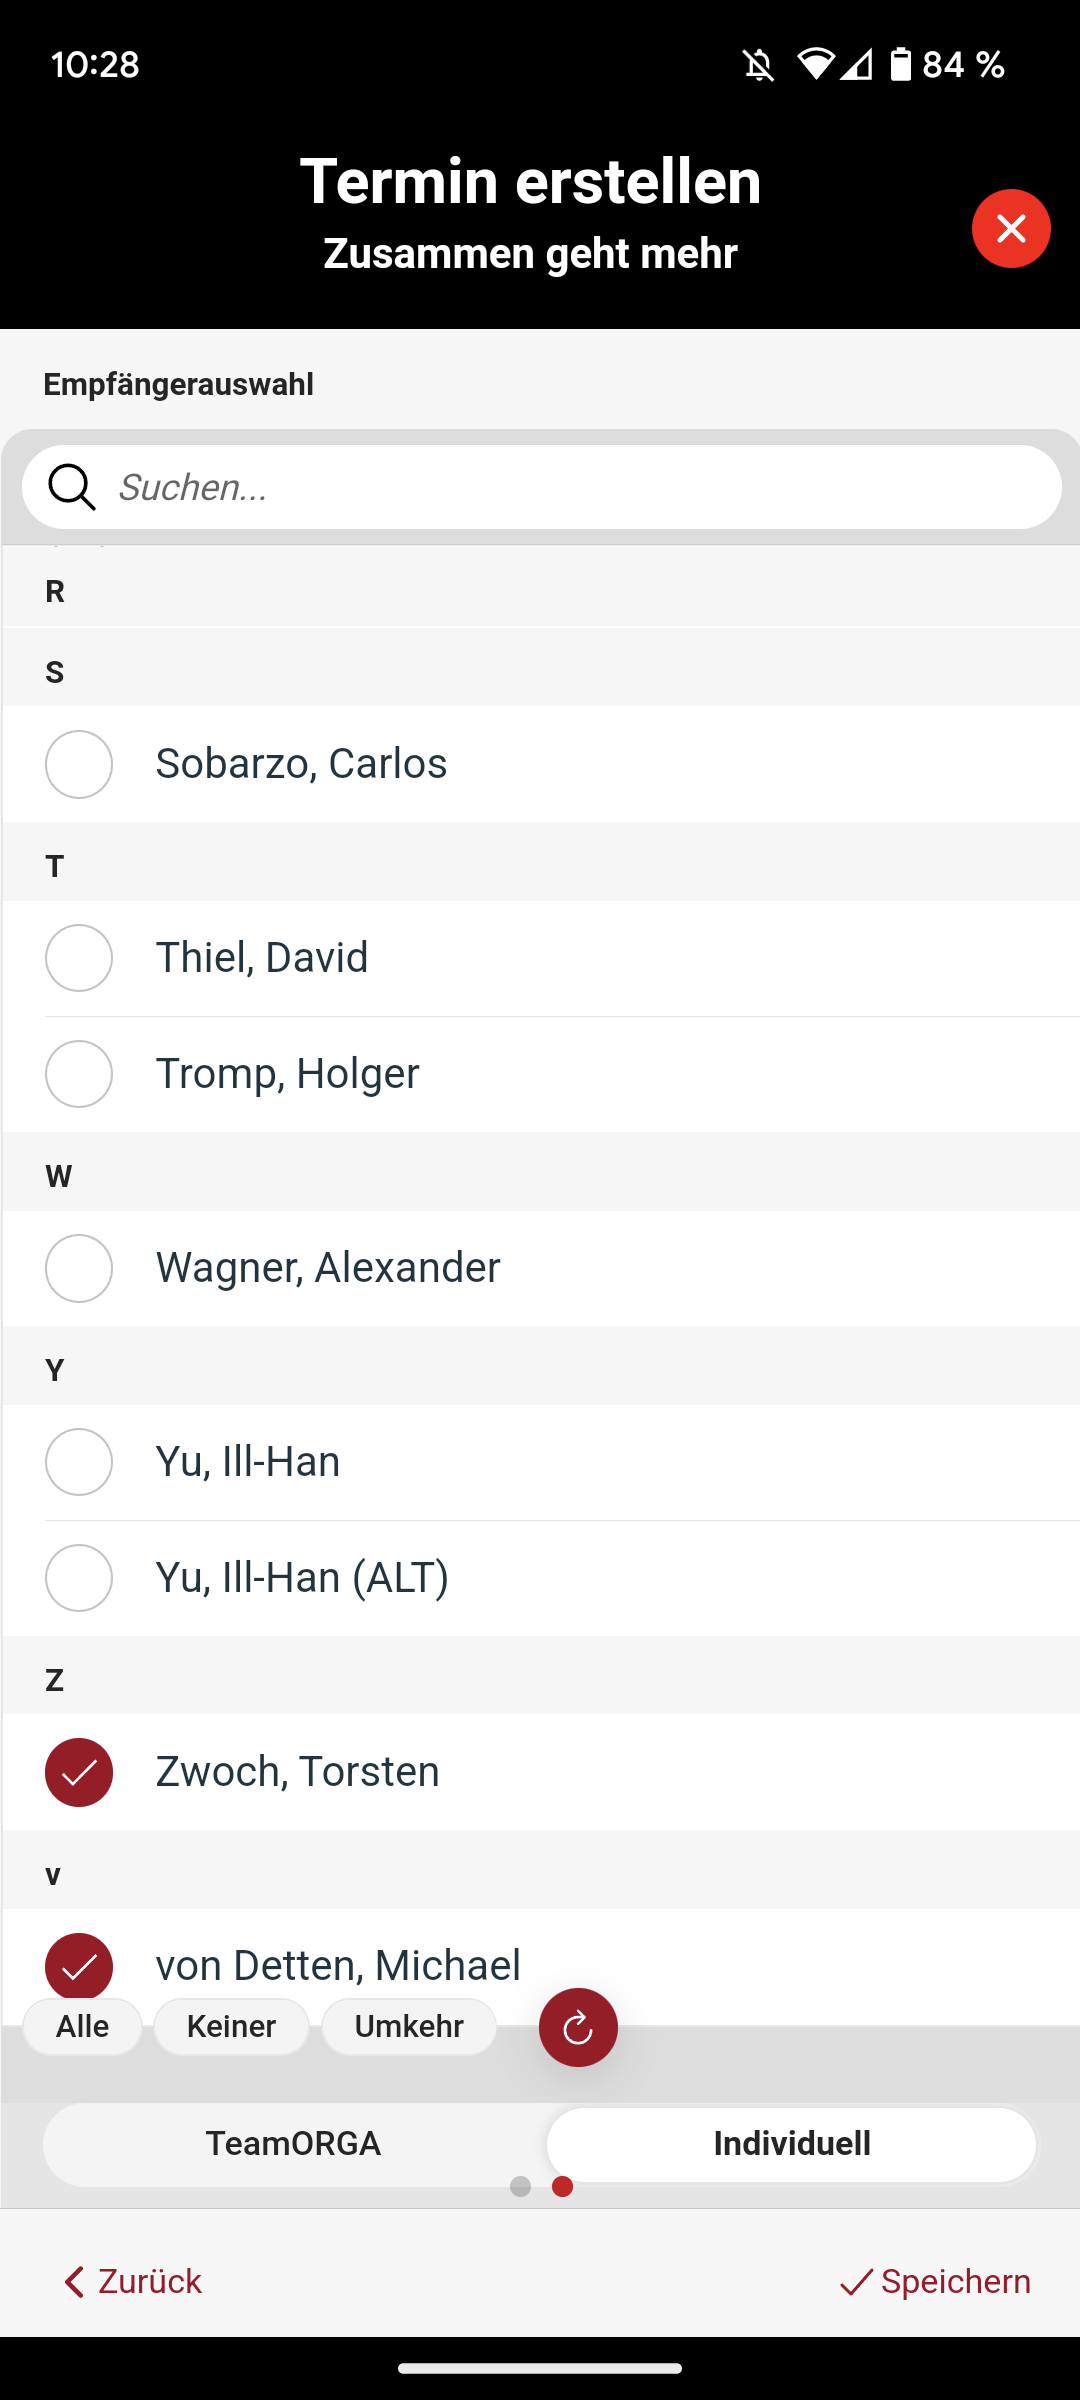 10:28
84 %
Termin erstellen
Zusammen geht mehr
Empfängerauswahl
Suchen...
R
S
Sobarzo, Carlos
T
Thiel, David
Tromp, Holger
W
Wagner, Alexander
Y
Yu, Ill-Han
Yu, Ill-Han (ALT)
Z
Zwoch, Torsten
v
von Detten, Michael
Alle
Keiner
Umkehr
TeamORGA
Individuell
Zurück
Speichern